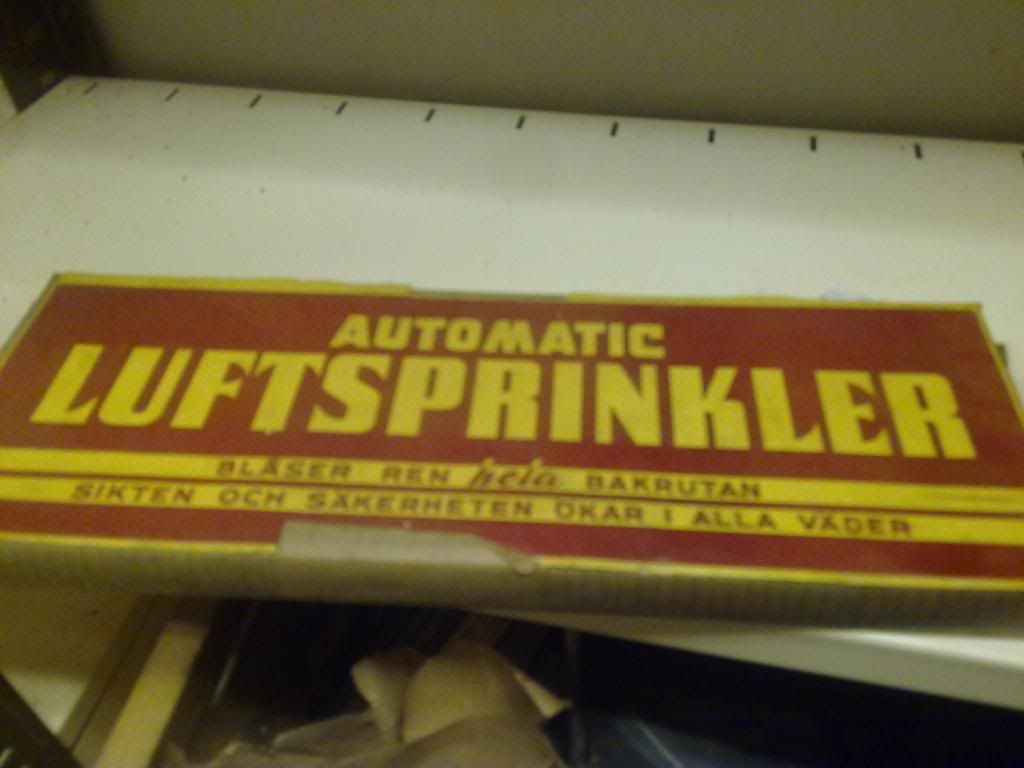 AUTOMATIC
LUFTSPRINKLER
BLÅSER REN hela BAKRUTAN
SIKTEN OCH SÄKERHETEN ÖKAR I ALLA VÄDER